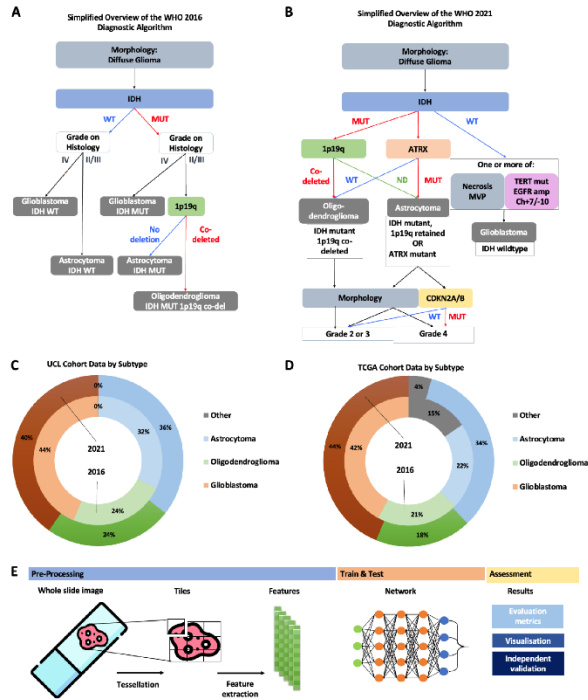 A
Simplified Overview of the WHO 2016
Diagnostic Algorithm
Morphology:
Diffuse Glioma
IDH
WT
MUT
Grade on
Histology
Grade on
Histology
IV
II/III
IV
II/III
Glioblastoma
IDH WT
Glioblastoma
IDH MUT
1p19q
No
deletion
Co-
deleted
Astrocytoma
IDH WT
Astrocytoma
IDH MUT
Oligodendroglioma
IDH MUT 1p19q co-del
B
Simplified Overview of the WHO 2021
Diagnostic Algorithm
Morphology:
Diffuse Glioma
IDH
MUT
WT
1p19q
ATRX
One or more of:
Co-
deleted
WT
ND
MUT
Necrosis
MVP
TERT mut
EGFR amp
Ch+7/-10
Oligo-
dendroglioma
IDH mutant
1p19q co-
deleted
Astrocytoma
IDH mutant,
1p19q retained
OR
ATRX mutant
Glioblastoma
IDH wildtype
Morphology
CDKN2A/B
WT
MUT
Grade 2 or 3
Grade 4
C
UCL Cohort Data by Subtype
0%
0%
40%
44%
32%
36%
2021
2016
24%
24%
Other
Astrocytoma
Oligodendroglioma
Glioblastoma
D
TCGA Cohort Data by Subtype
4%
15%
44%
42%
22%
34%
2021
2016
21%
18%
Other
Astrocytoma
Oligodendroglioma
Glioblastoma
E
Pre-Processing
Train & Test
Assessment
Whole slide image
Tiles
Features
Network
Results
Evaluation
metrics
Visualisation
Independent
validation
Tessellation
Feature
extraction